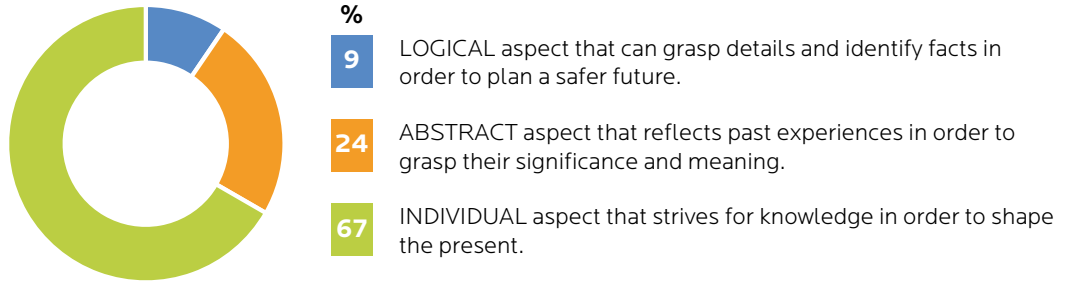 %
9
LOGICAL aspect that can grasp details and identify facts in
order to plan a safer future.
24
ABSTRACT aspect that reflects past experiences in order to
grasp their significance and meaning.
67
INDIVIDUAL aspect that strives for knowledge in order to shape
the present.